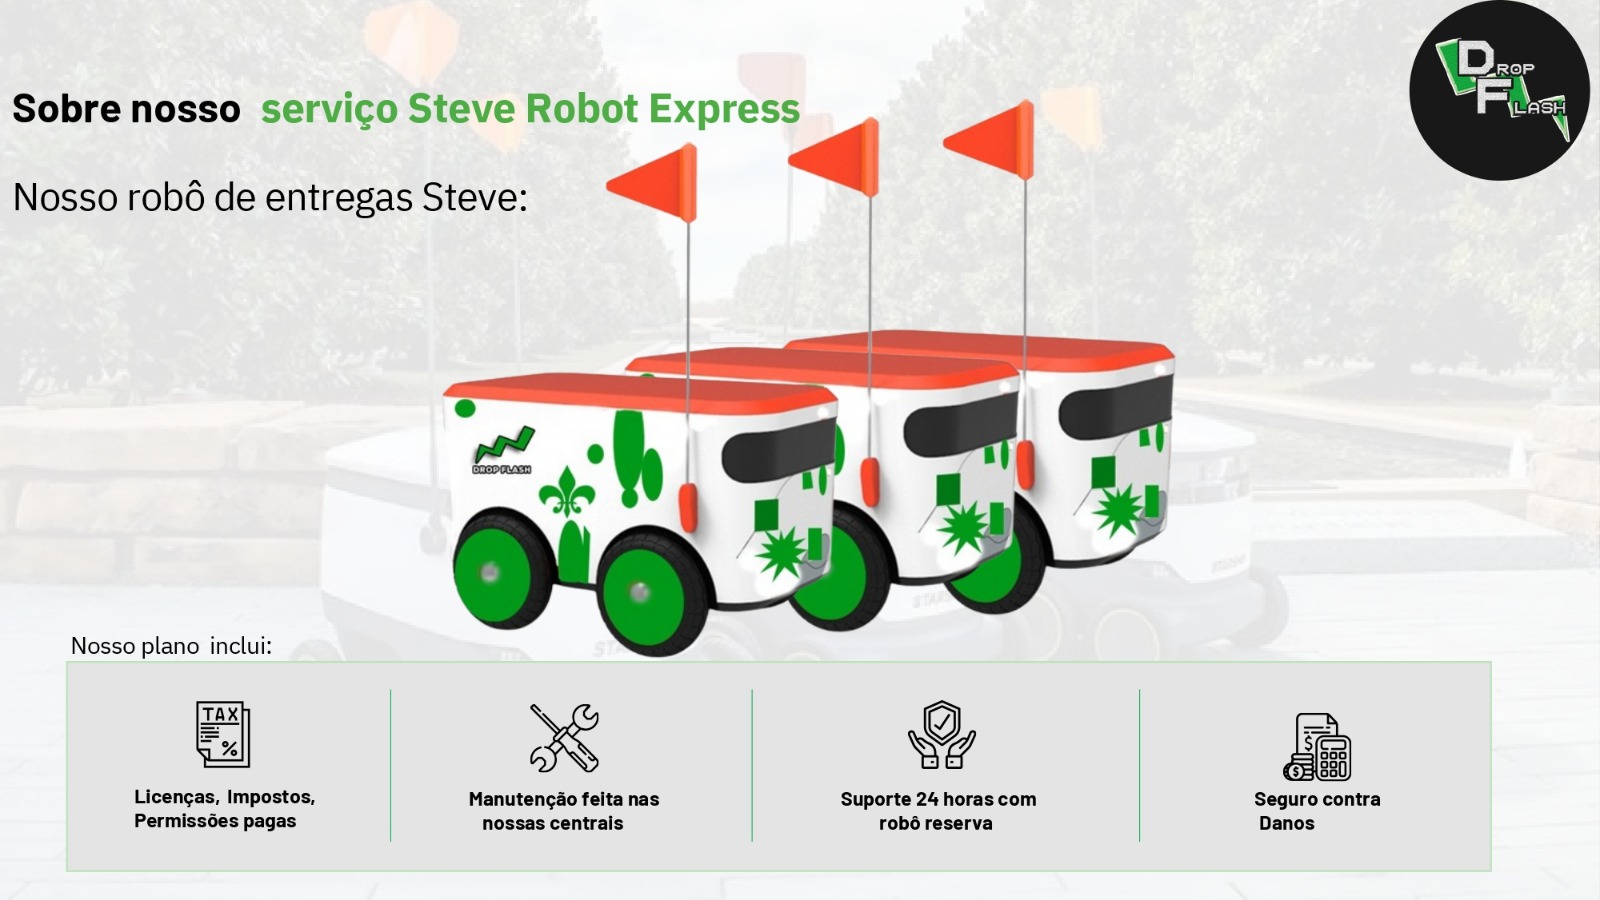 Sobre nosso serviço Steve Robot Express
DROP
FLASH
Nosso robô de entregas Steve:
DROP FLASH
Nosso plano inclui:
TAX
Licenças, Impostos,
Permissões pagas
Manutenção feita nas
nossas centrais
Suporte 24 horas com
robô reserva
Seguro contra
Danos